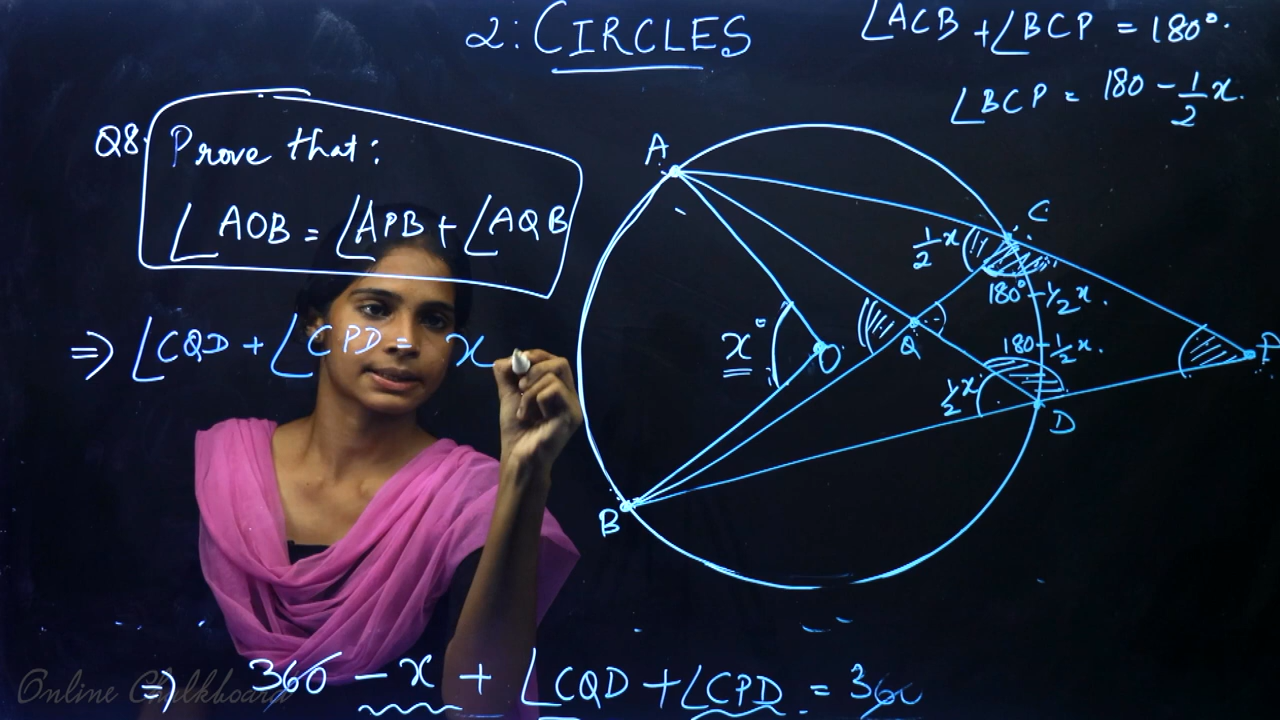 2: CIRCLES
∠ACB + ∠BCP = 180°.
∠BCP = 180 - 1/2 x.
Q8. Prove that:
∠AOB = ∠APB + ∠AQB
⇒ ∠CQD + ∠CPD = x
A
C
1/2 x
180° - 1/2 x.
x°
O
Q
180 - 1/2 x.
P
1/2 x
D
B
⇒ 360 - x + ∠CQD + ∠CPD = 360
Online Chalkboard